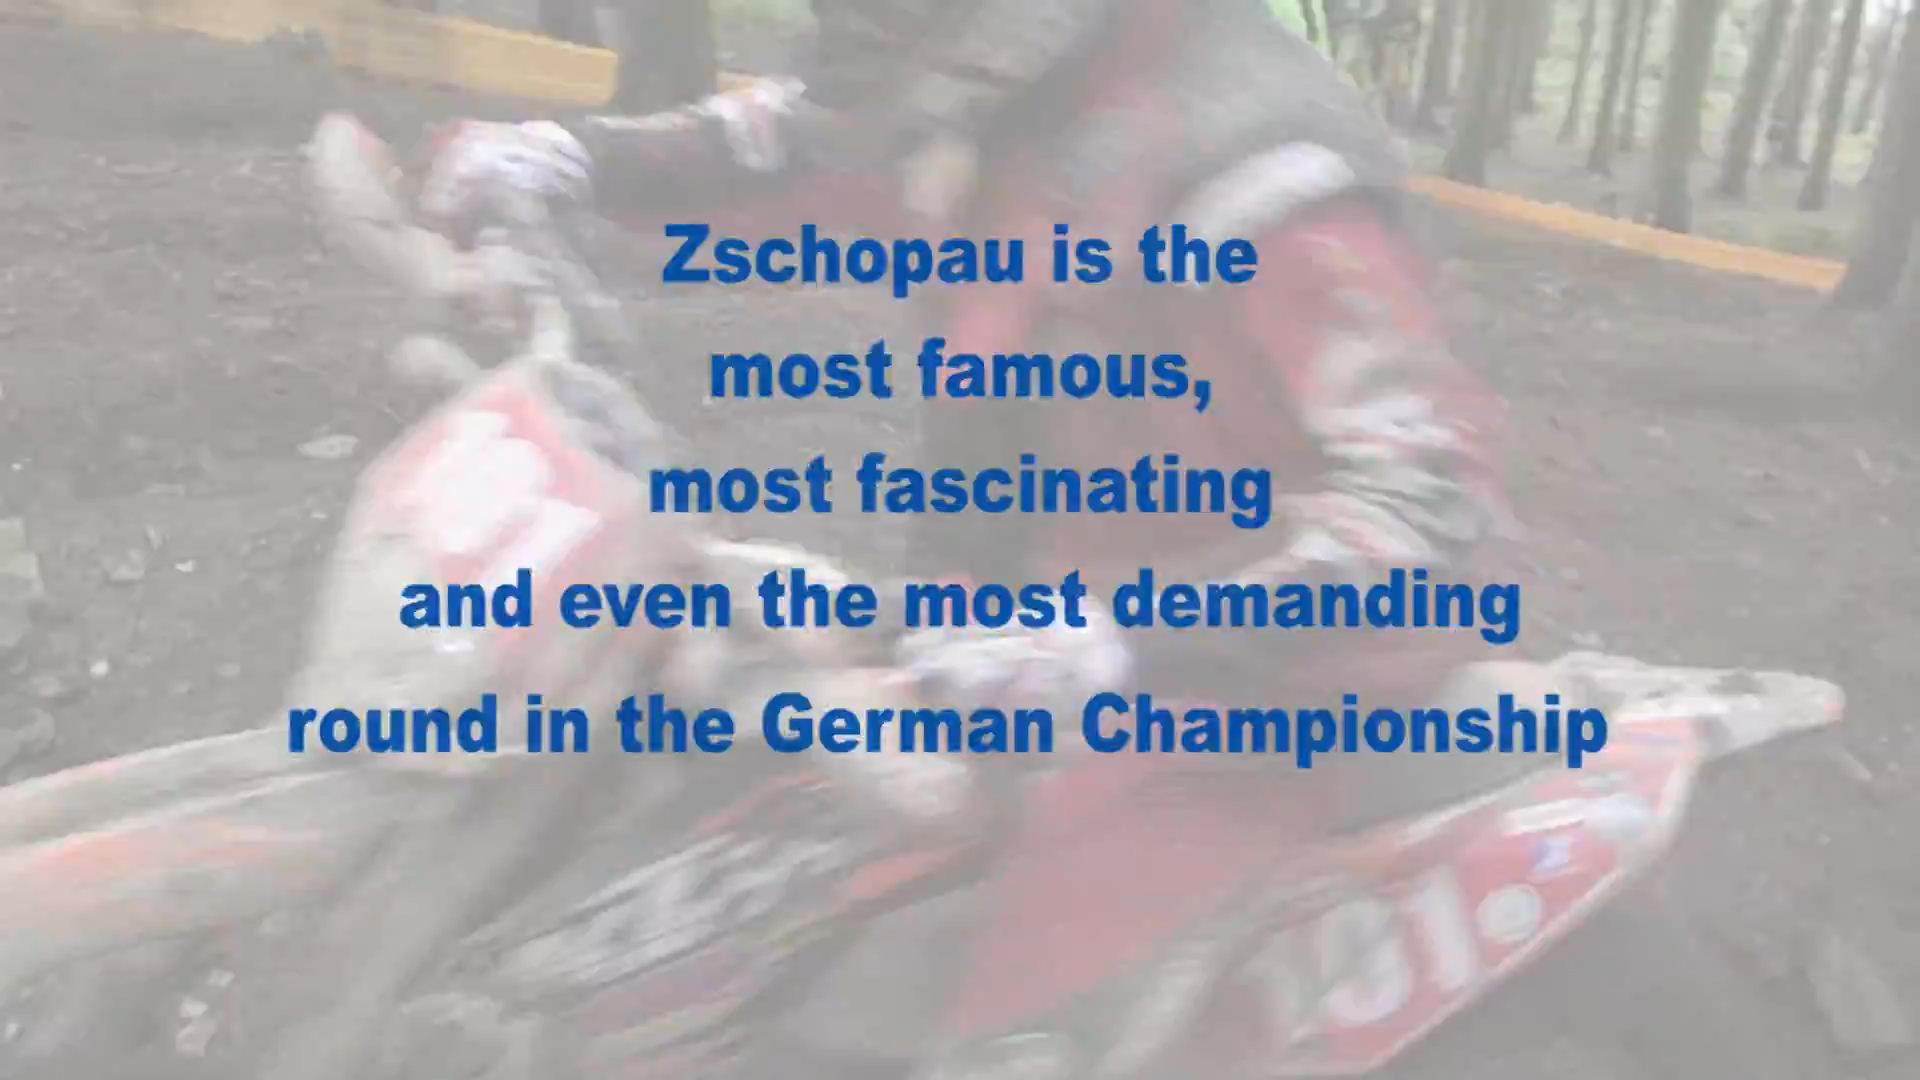 Zschopau is the
most famous,
most fascinating
and even the most demanding
round in the German Championship